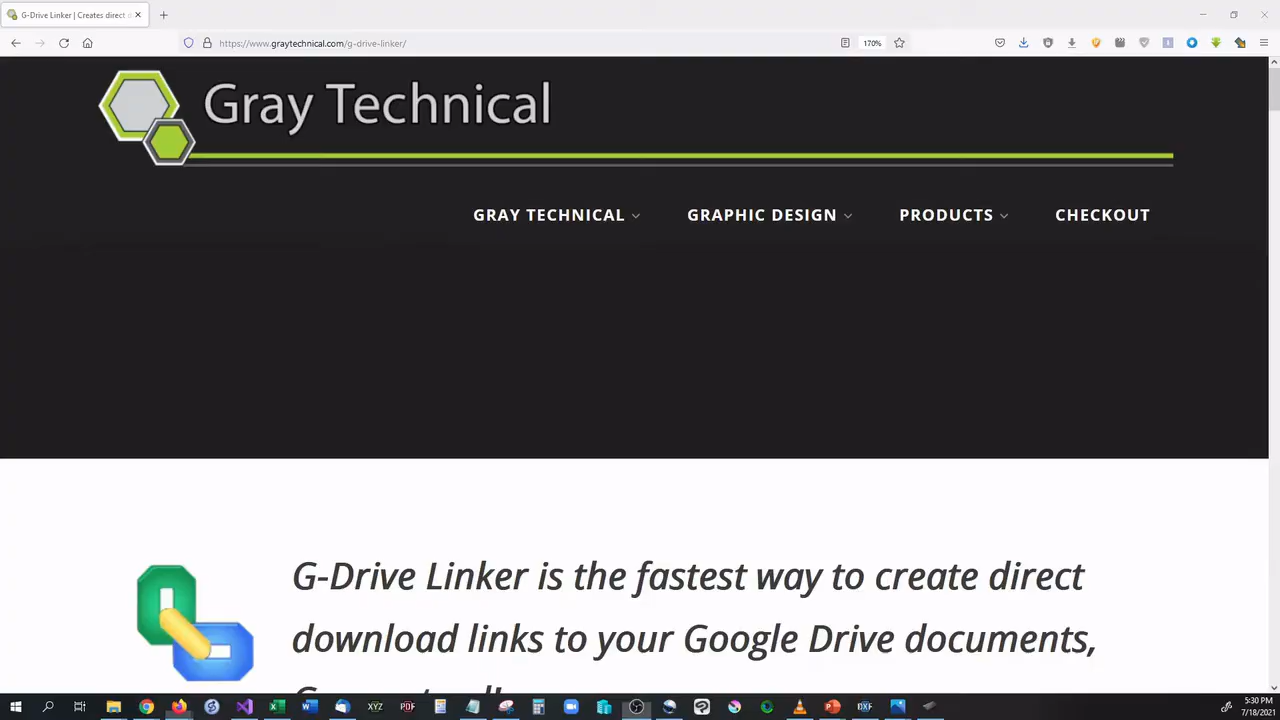 G-Drive Linker | Creates direct
https://www.graytechnical.com/g-drive-linker/
170%
Gray Technical
GRAY TECHNICAL
GRAPHIC DESIGN
PRODUCTS
CHECKOUT
G-Drive Linker is the fastest way to create direct
download links to your Google Drive documents,
XYZ
PDF
DXF
5:30 PM
7/18/2021